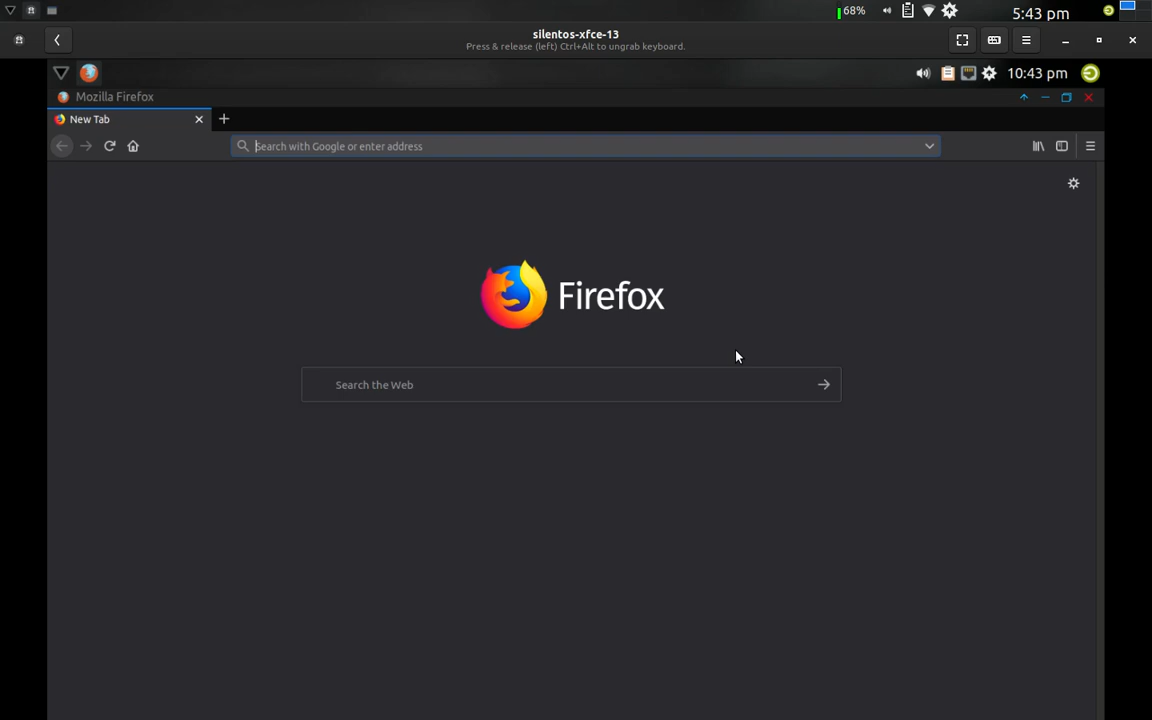 68%
5:43 pm
silentos-xfce-13
Press & release (left) Ctrl+Alt to ungrab keyboard.
10:43 pm
Mozilla Firefox
New Tab
Search with Google or enter address
Firefox
Search the Web